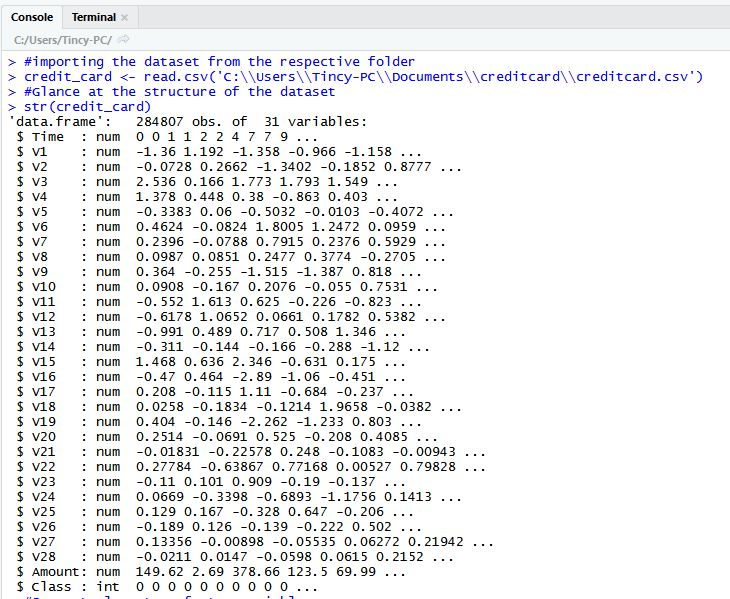 Console Terminal ×
C:/Users/Tincy-PC/
> #importing the dataset from the respective folder
> credit_card <- read.csv('C:\\Users\\Tincy-PC\\Documents\\creditcard\\creditcard.csv')
> #Glance at the structure of the dataset
> str(credit_card)
'data.frame':   284807 obs. of  31 variables:
 $ Time  : num  0 0 1 1 2 2 4 7 7 9 ...
 $ V1    : num  -1.36 1.192 -1.358 -0.966 -1.158 ...
 $ V2    : num  -0.0728 0.2662 -1.3402 -0.1852 0.8777 ...
 $ V3    : num  2.536 0.166 1.773 1.793 1.549 ...
 $ V4    : num  1.378 0.448 0.38 -0.863 0.403 ...
 $ V5    : num  -0.3383 0.06 -0.5032 -0.0103 -0.4072 ...
 $ V6    : num  0.4624 -0.0824 1.8005 1.2472 0.0959 ...
 $ V7    : num  0.2396 -0.0788 0.7915 0.2376 0.5929 ...
 $ V8    : num  0.0987 0.0851 0.2477 0.3774 -0.2705 ...
 $ V9    : num  0.364 -0.255 -1.515 -1.387 0.818 ...
 $ V10   : num  0.0908 -0.167 0.2076 -0.055 0.7531 ...
 $ V11   : num  -0.552 1.613 0.625 -0.226 -0.823 ...
 $ V12   : num  -0.6178 1.0652 0.0661 0.1782 0.5382 ...
 $ V13   : num  -0.991 0.489 0.717 0.508 1.346 ...
 $ V14   : num  -0.311 -0.144 -0.166 -0.288 -1.12 ...
 $ V15   : num  1.468 0.636 2.346 -0.631 0.175 ...
 $ V16   : num  -0.47 0.464 -2.89 -1.06 -0.451 ...
 $ V17   : num  0.208 -0.115 1.11 -0.684 -0.237 ...
 $ V18   : num  0.0258 -0.1834 -0.1214 1.9658 -0.0382 ...
 $ V19   : num  0.404 -0.146 -2.262 -1.233 0.803 ...
 $ V20   : num  0.2514 -0.0691 0.525 -0.208 0.4085 ...
 $ V21   : num  -0.01831 -0.22578 0.248 -0.1083 -0.00943 ...
 $ V22   : num  0.27784 -0.63867 0.77168 0.00527 0.79828 ...
 $ V23   : num  -0.11 0.101 0.909 -0.19 -0.137 ...
 $ V24   : num  0.0669 -0.3398 -0.6893 -1.1756 0.1413 ...
 $ V25   : num  0.129 0.167 -0.328 0.647 -0.206 ...
 $ V26   : num  -0.189 0.126 -0.139 -0.222 0.502 ...
 $ V27   : num  0.13356 -0.00898 -0.05535 0.06272 0.21942 ...
 $ V28   : num  -0.0211 0.0147 -0.0598 0.0615 0.2152 ...
 $ Amount: num  149.62 2.69 378.66 123.5 69.99 ...
 $ Class : int  0 0 0 0 0 0 0 0 0 0 ...